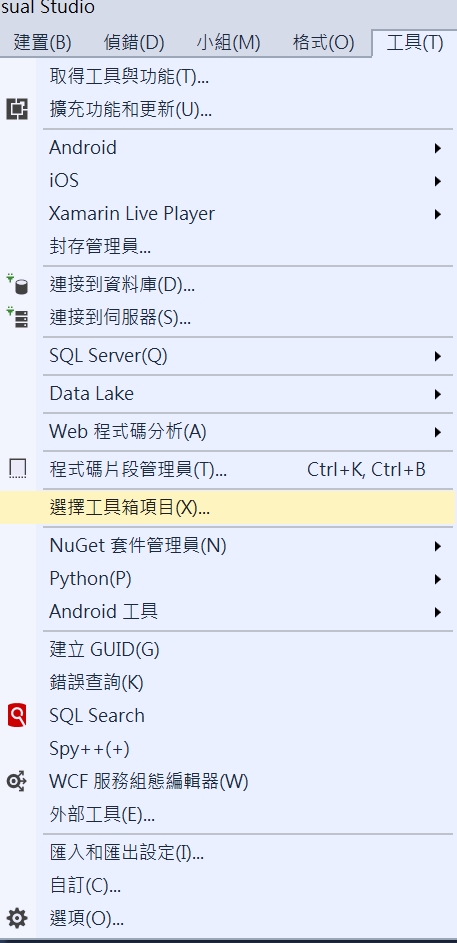 sual Studio
建置(B) 偵錯(D) 小組(M) 格式(O) 工具(T)
取得工具與功能(T)...
擴充功能和更新(U)...
Android
iOS
Xamarin Live Player
封存管理員...
連接到資料庫(D)...
連接到伺服器(S)...
SQL Server(Q)
Data Lake
Web 程式碼分析(A)
程式碼片段管理員(T)... Ctrl+K, Ctrl+B
選擇工具箱項目(X)...
NuGet 套件管理員(N)
Python(P)
Android 工具
建立 GUID(G)
錯誤查詢(K)
SQL Search
Spy++(+)
WCF 服務組態編輯器(W)
外部工具(E)...
匯入和匯出設定(I)...
自訂(C)...
選項(O)...